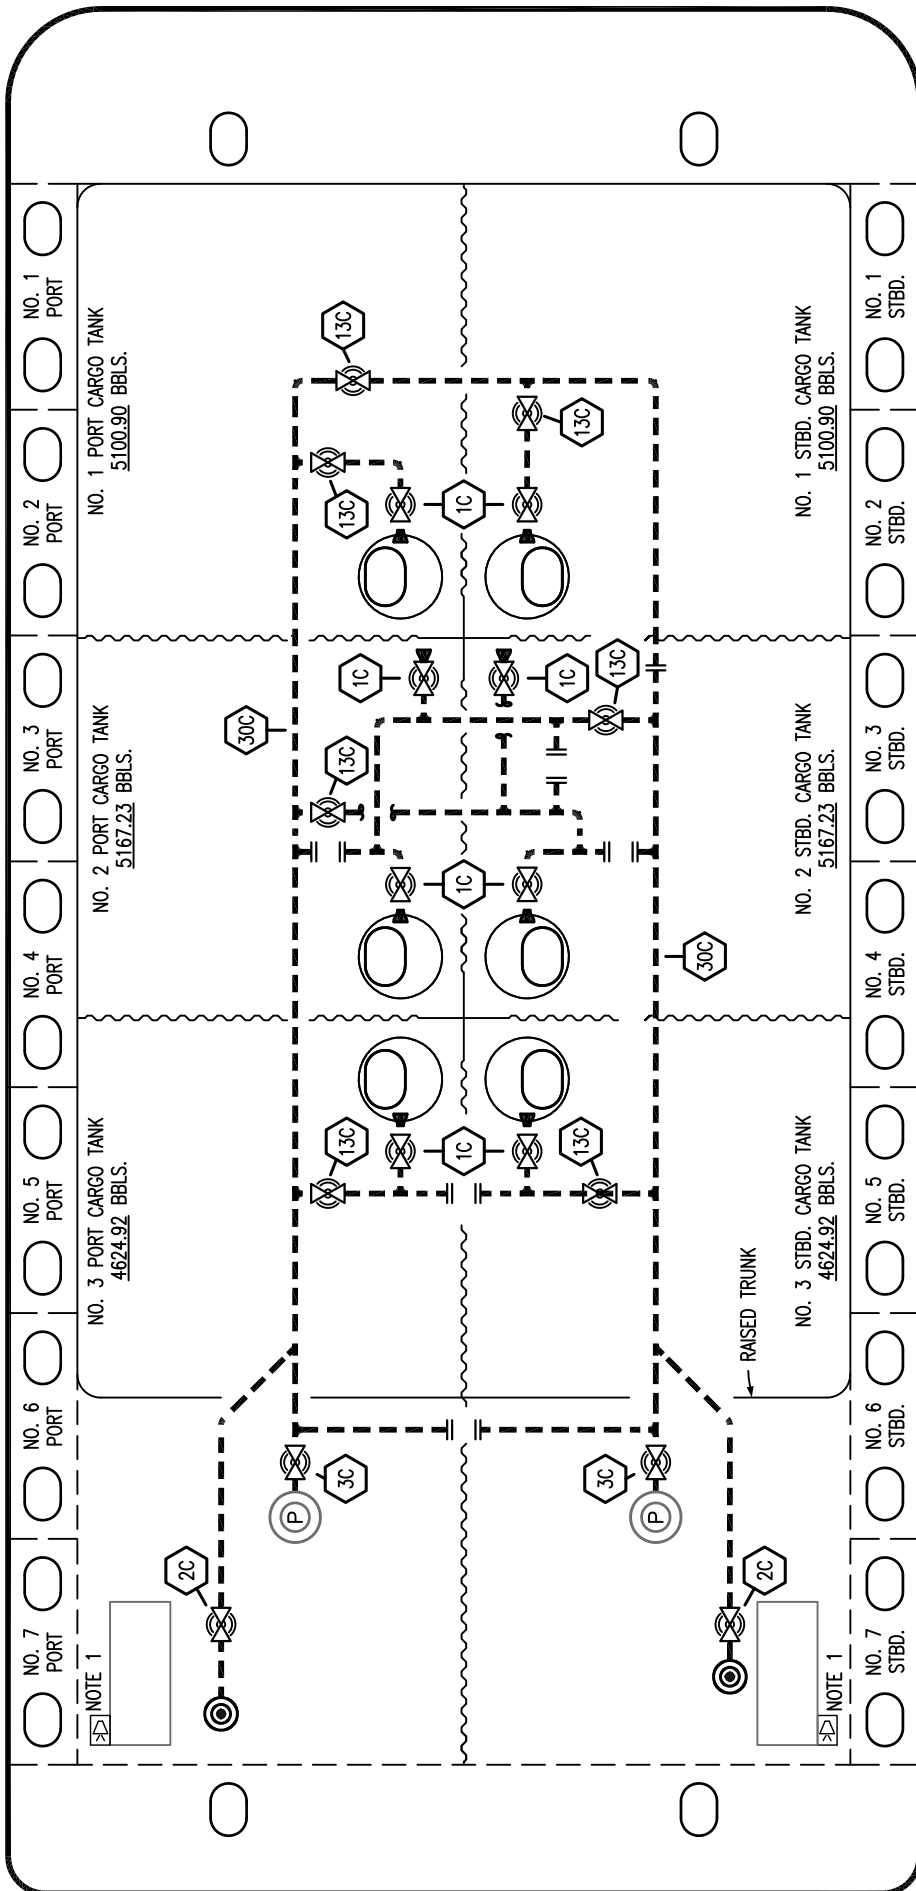 NO. 7
PORT
NO. 6
PORT
NO. 5
PORT
NO. 4
PORT
NO. 3
PORT
NO. 2
PORT
NO. 1
PORT
NOTE 1
NO. 3 PORT CARGO TANK
4624.92 BBLS.
NO. 2 PORT CARGO TANK
5167.23 BBLS.
NO. 1 PORT CARGO TANK
5100.90 BBLS.
2C
30C
3C
P
13C
13C
13C
13C
1C
1C
1C
1C
1C
13C
13C
13C
3C
P
30C
2C
RAISED TRUNK
NOTE 1
NO. 3 STBD. CARGO TANK
4624.92 BBLS.
NO. 2 STBD. CARGO TANK
5167.23 BBLS.
NO. 1 STBD. CARGO TANK
5100.90 BBLS.
NO. 7
STBD.
NO. 6
STBD.
NO. 5
STBD.
NO. 4
STBD.
NO. 3
STBD.
NO. 2
STBD.
NO. 1
STBD.